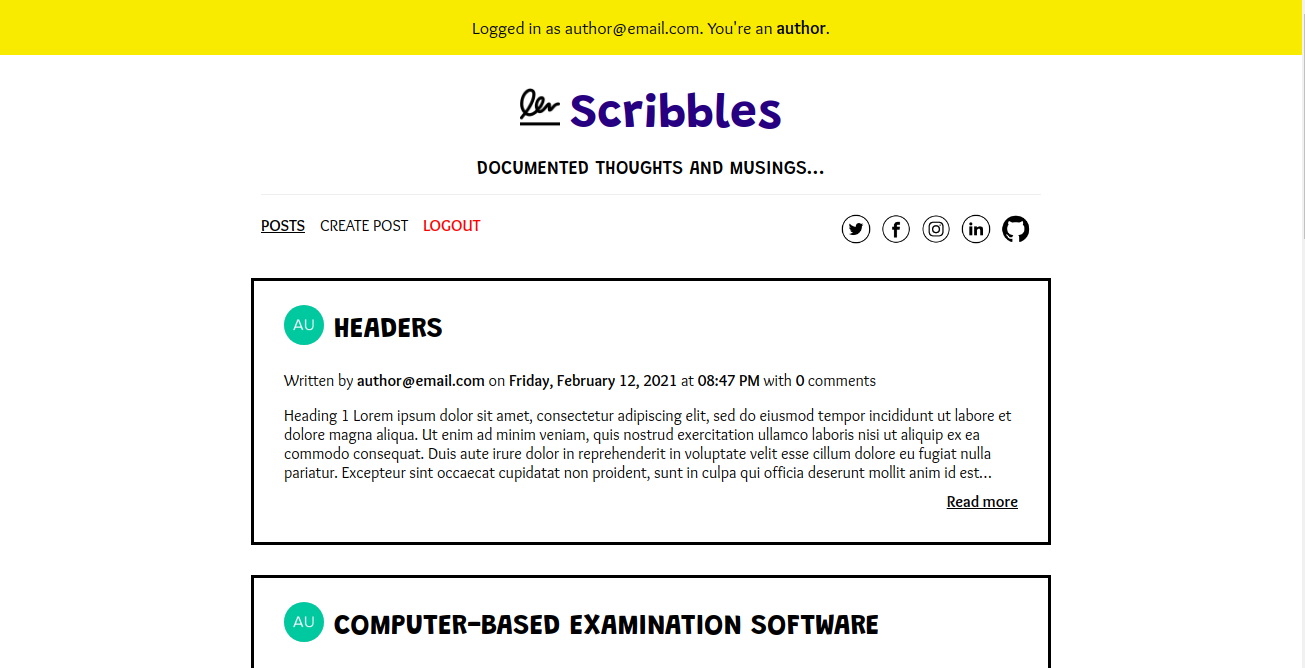 Logged in as author@email.com. You're an author.
Scribbles
DOCUMENTED THOUGHTS AND MUSINGS...
POSTS CREATE POST LOGOUT
AU HEADERS
Written by author@email.com on Friday, February 12, 2021 at 08:47 PM with 0 comments
Heading 1 Lorem ipsum dolor sit amet, consectetur adipiscing elit, sed do eiusmod tempor incididunt ut labore et
dolore magna aliqua. Ut enim ad minim veniam, quis nostrud exercitation ullamco laboris nisi ut aliquip ex ea
commodo consequat. Duis aute irure dolor in reprehenderit in voluptate velit esse cillum dolore eu fugiat nulla
pariatur. Excepteur sint occaecat cupidatat non proident, sunt in culpa qui officia deserunt mollit anim id est...
Read more
AU COMPUTER-BASED EXAMINATION SOFTWARE